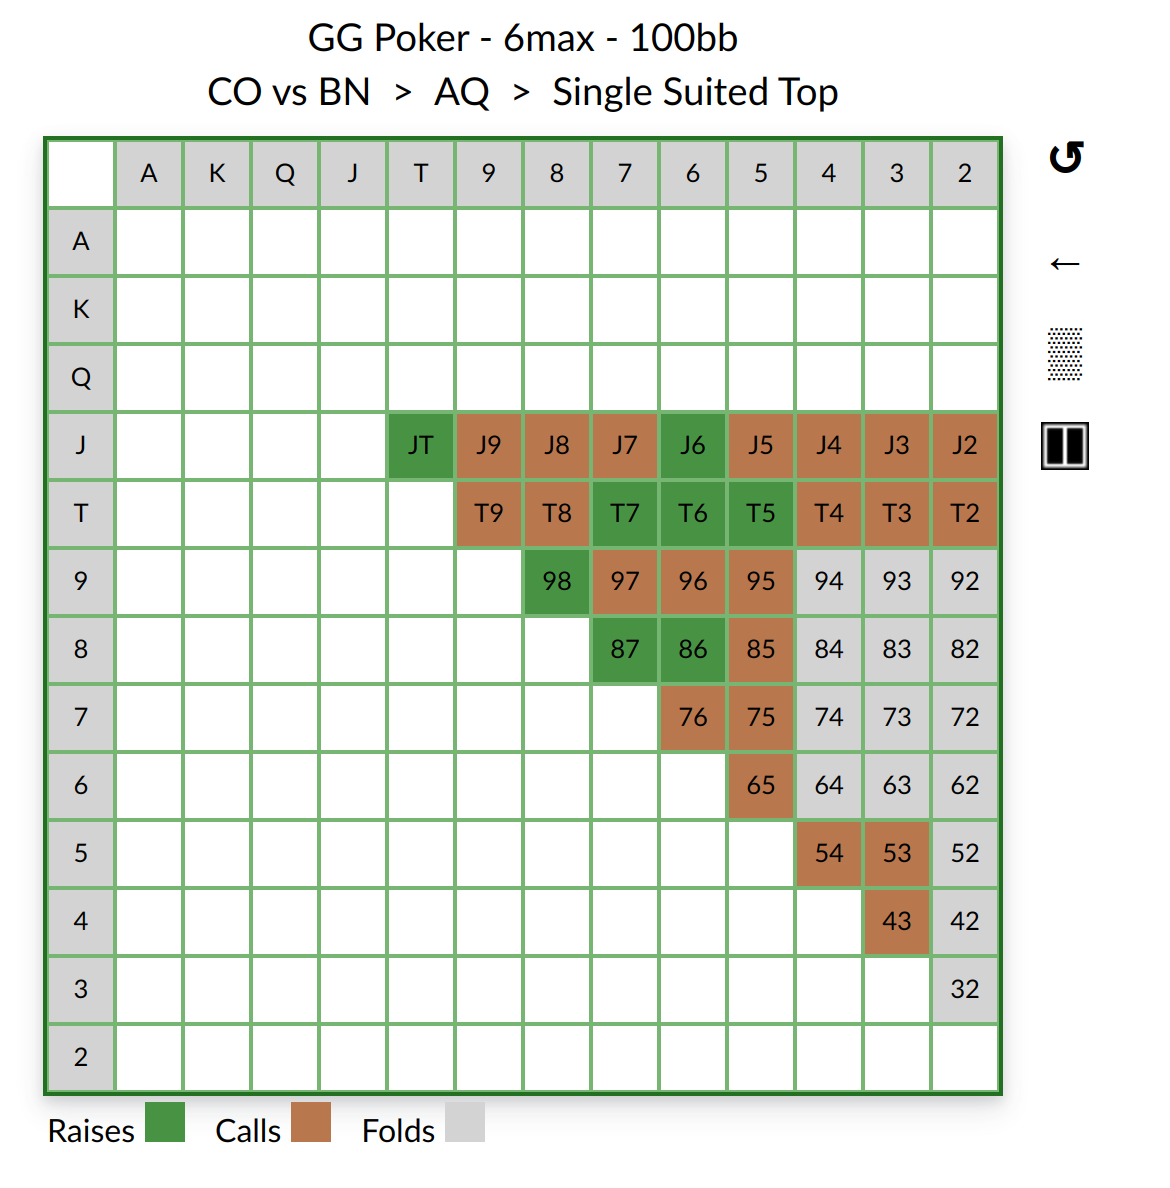 GG Poker - 6max - 100bb
CO vs BN > AQ > Single Suited Top
A K Q J T 9 8 7 6 5 4 3 2
A
K
Q
J JT J9 J8 J7 J6 J5 J4 J3 J2
T T9 T8 T7 T6 T5 T4 T3 T2
9 98 97 96 95 94 93 92
8 87 86 85 84 83 82
7 76 75 74 73 72
6 65 64 63 62
5 54 53 52
4 43 42
3 32
2
Raises Calls Folds